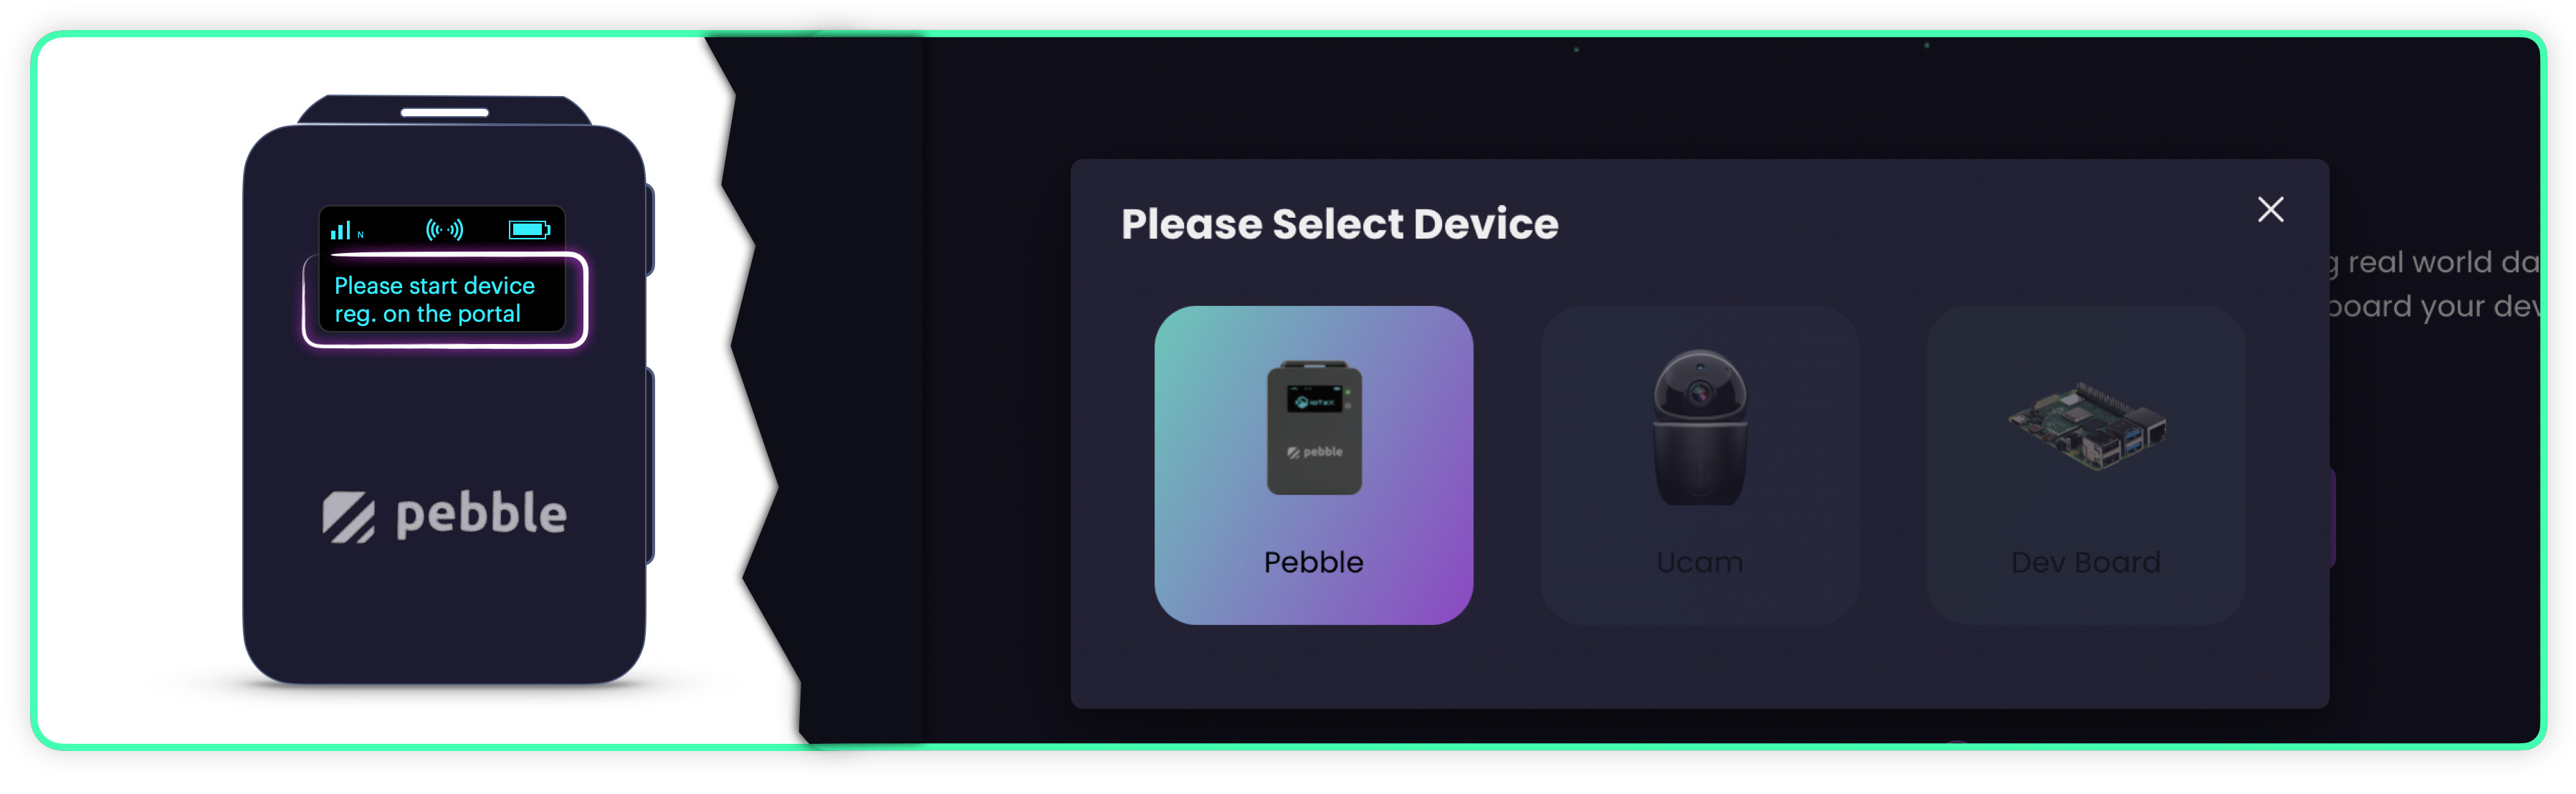 N
Please start device
reg. on the portal
pebble
Please Select Device
g real world da
board your dev
IoTeX
pebble
Pebble
Ucam
Dev Board